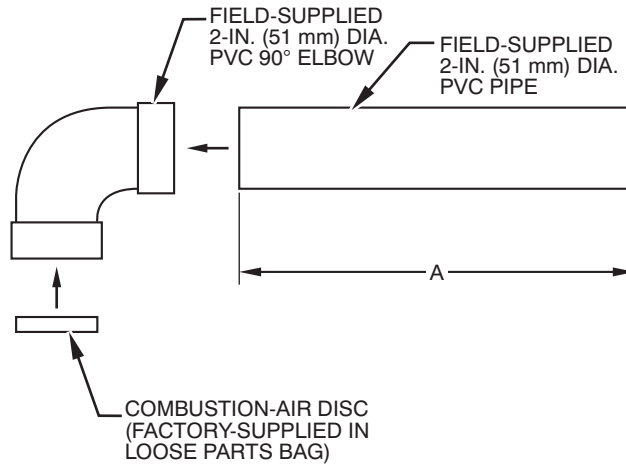 FIELD-SUPPLIED
2-IN. (51 mm) DIA.
PVC 90° ELBOW
FIELD-SUPPLIED
2-IN. (51 mm) DIA.
PVC PIPE
A
COMBUSTION-AIR DISC
(FACTORY-SUPPLIED IN
LOOSE PARTS BAG)